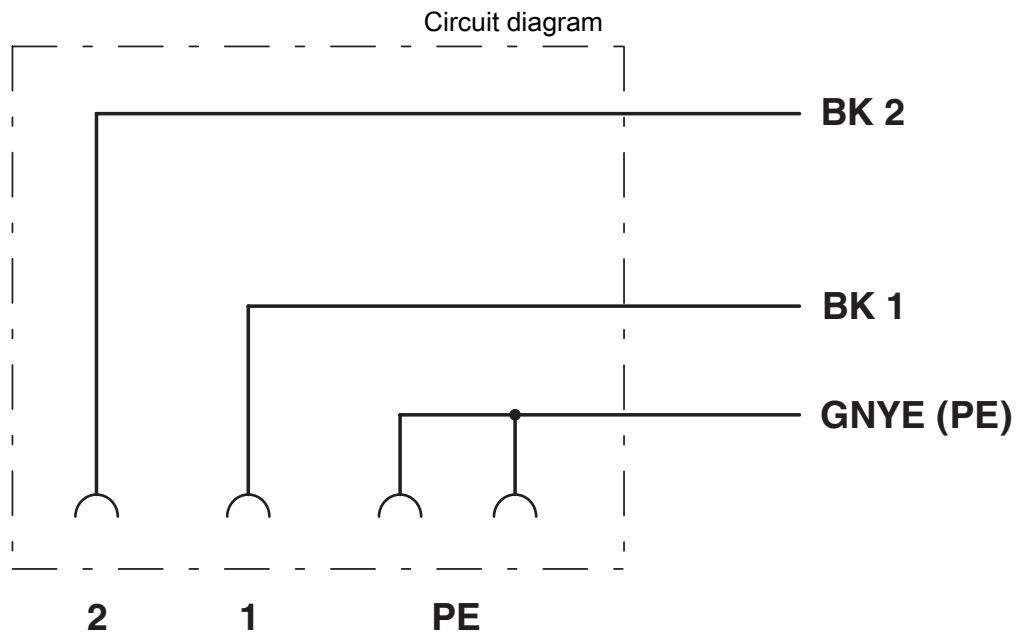 Circuit diagram
BK 2
BK 1
GNYE (PE)
2 1 PE